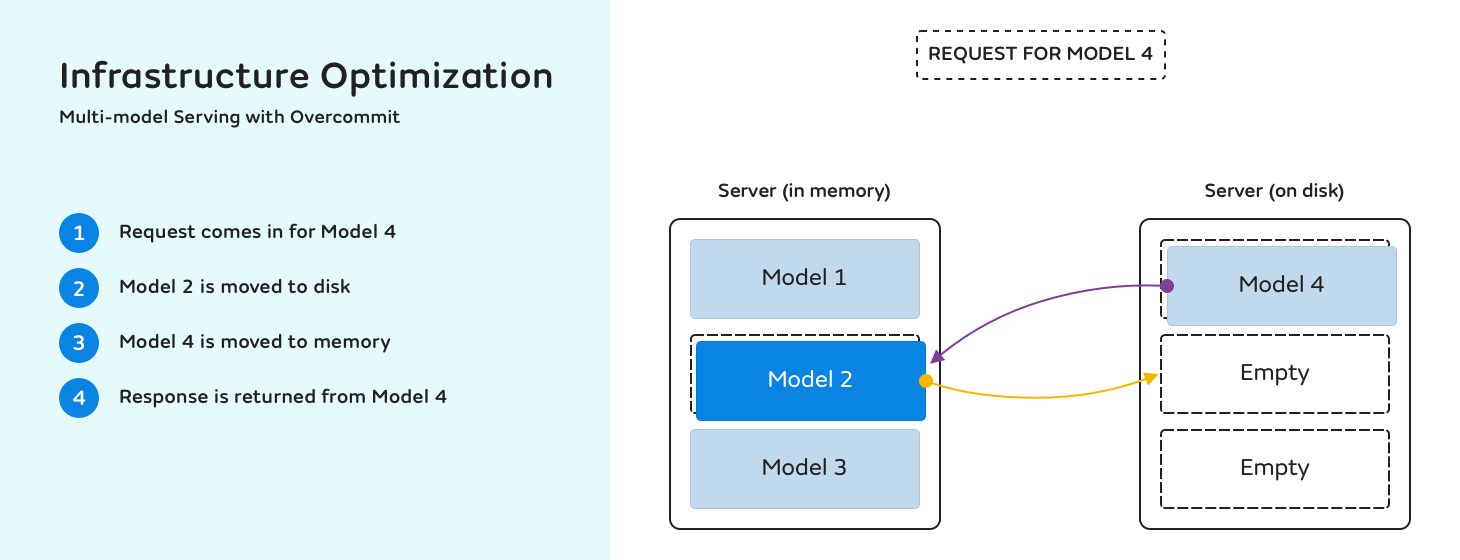 Infrastructure Optimization
Multi-model Serving with Overcommit
1 Request comes in for Model 4
2 Model 2 is moved to disk
3 Model 4 is moved to memory
4 Response is returned from Model 4
REQUEST FOR MODEL 4
Server (in memory)
Model 1
Model 2
Model 3
Server (on disk)
Model 4
Empty
Empty